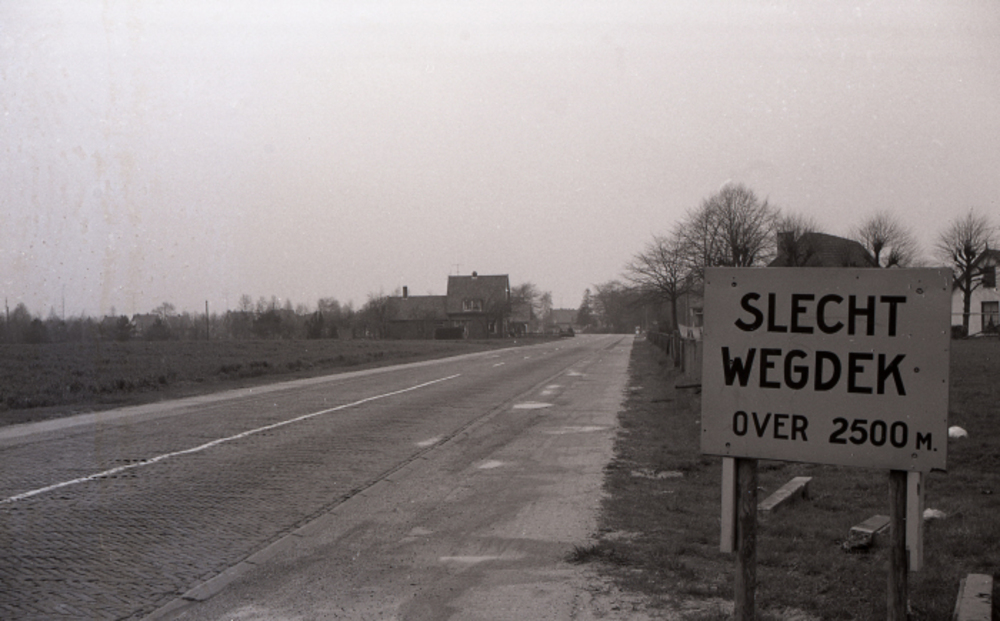 SLECHT
WEGDEK
OVER 2500 M.